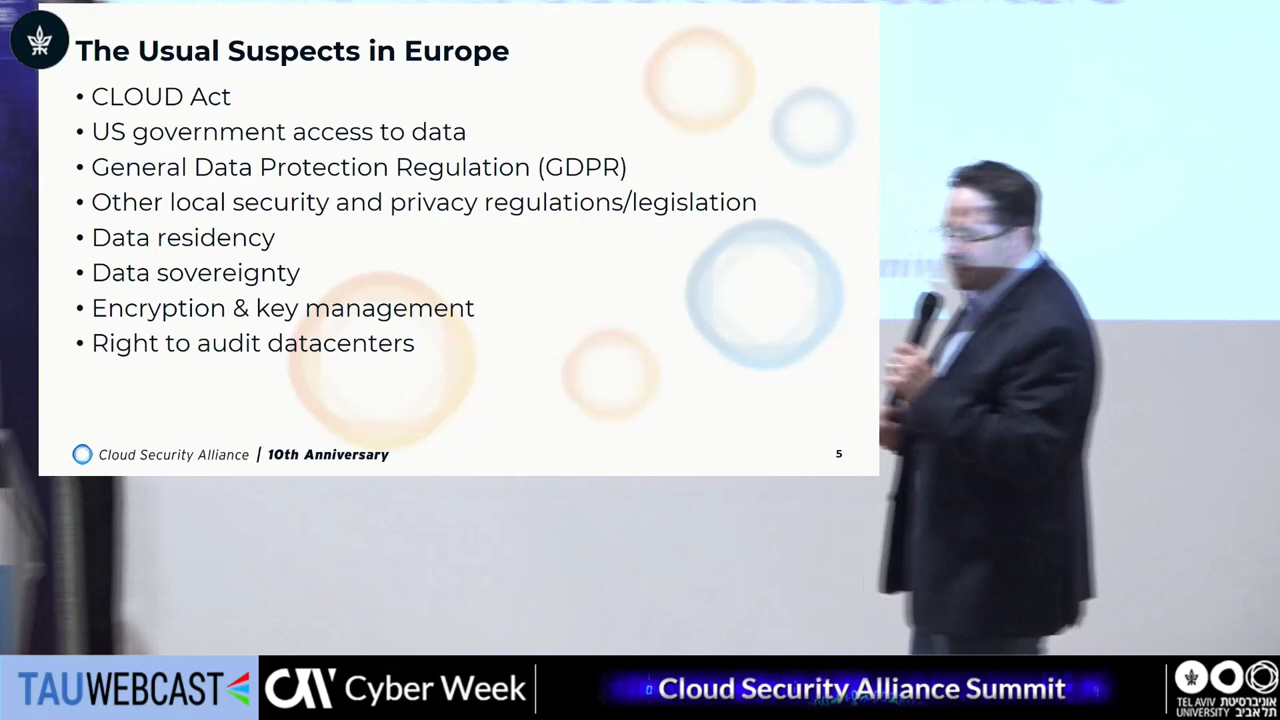 The Usual Suspects in Europe
• CLOUD Act
• US government access to data
• General Data Protection Regulation (GDPR)
• Other local security and privacy regulations/legislation
• Data residency
• Data sovereignty
• Encryption & key management
• Right to audit datacenters
Cloud Security Alliance | 10th Anniversary
5
TAUWEBCAST
Cyber Week
Cloud Security Alliance Summit
TEL AVIV אוניברסיטת
UNIVERSITY תל אביב